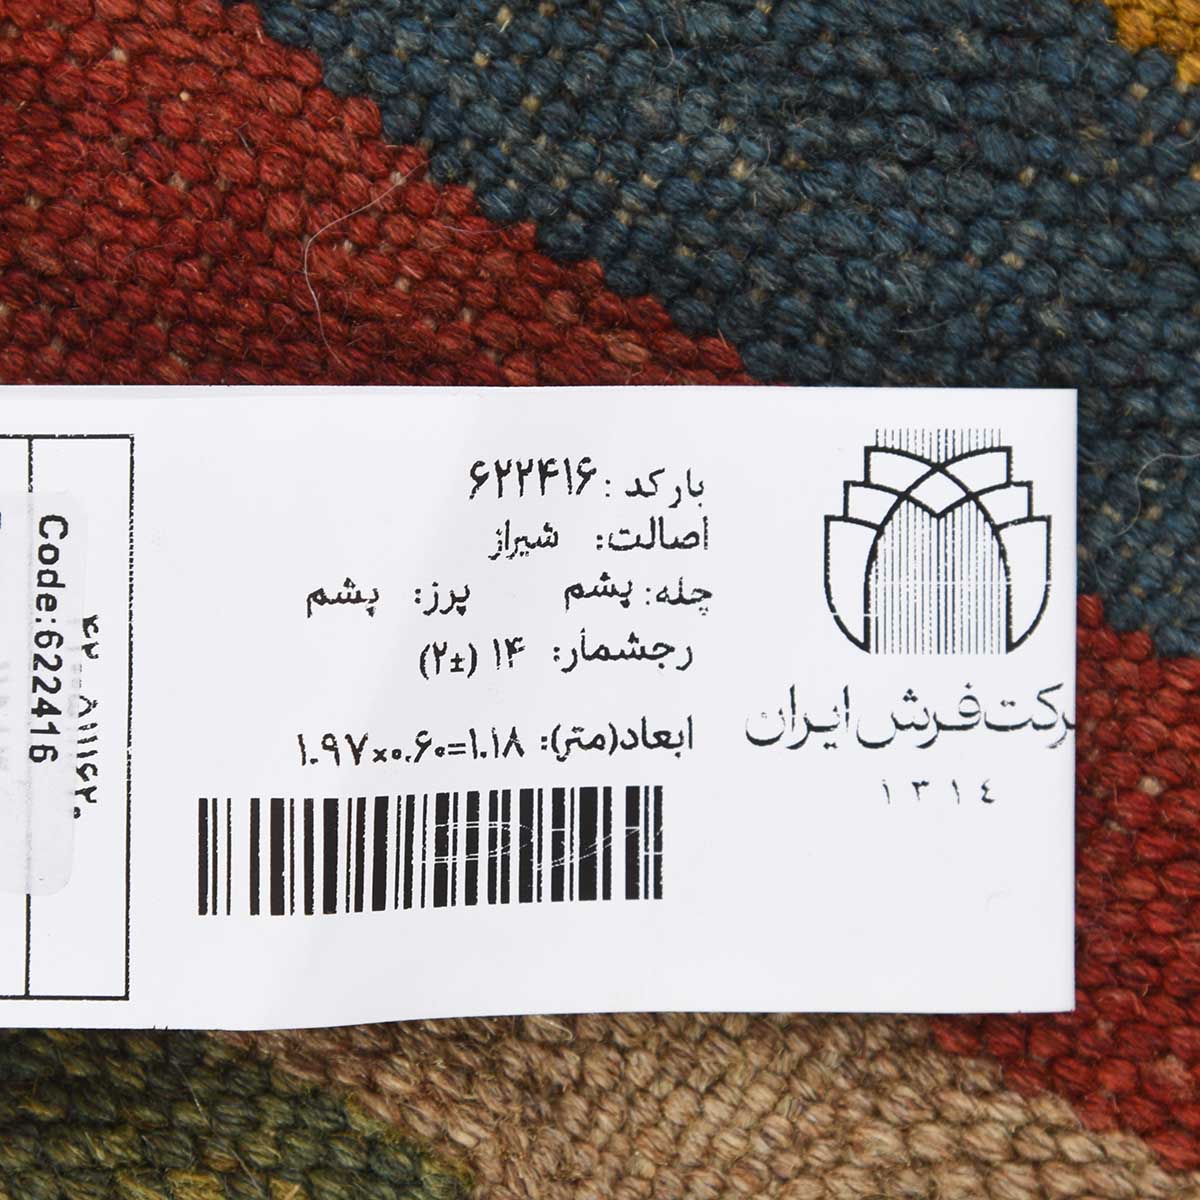 بارکد: ۶۲۲۴۱۶
اصالت: شیراز
چله: پشم پرز: پشم
رجشمار: ۱۴ (±۲)
ابعاد(متر): ۱.۹۷×۰.۶۰=۱.۱۸
رکت فرش ایران
۱۳۱٤
Code:622416